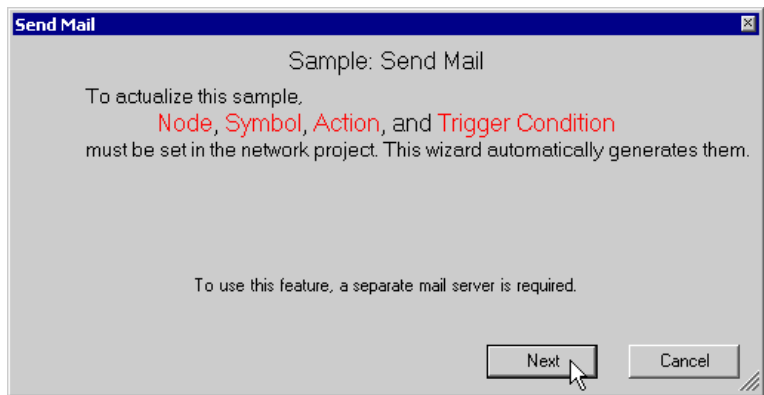 Send Mail
Sample: Send Mail
To actualize this sample,
Node, Symbol, Action, and Trigger Condition
must be set in the network project. This wizard automatically generates them.
To use this feature, a separate mail server is required.
Next
Cancel